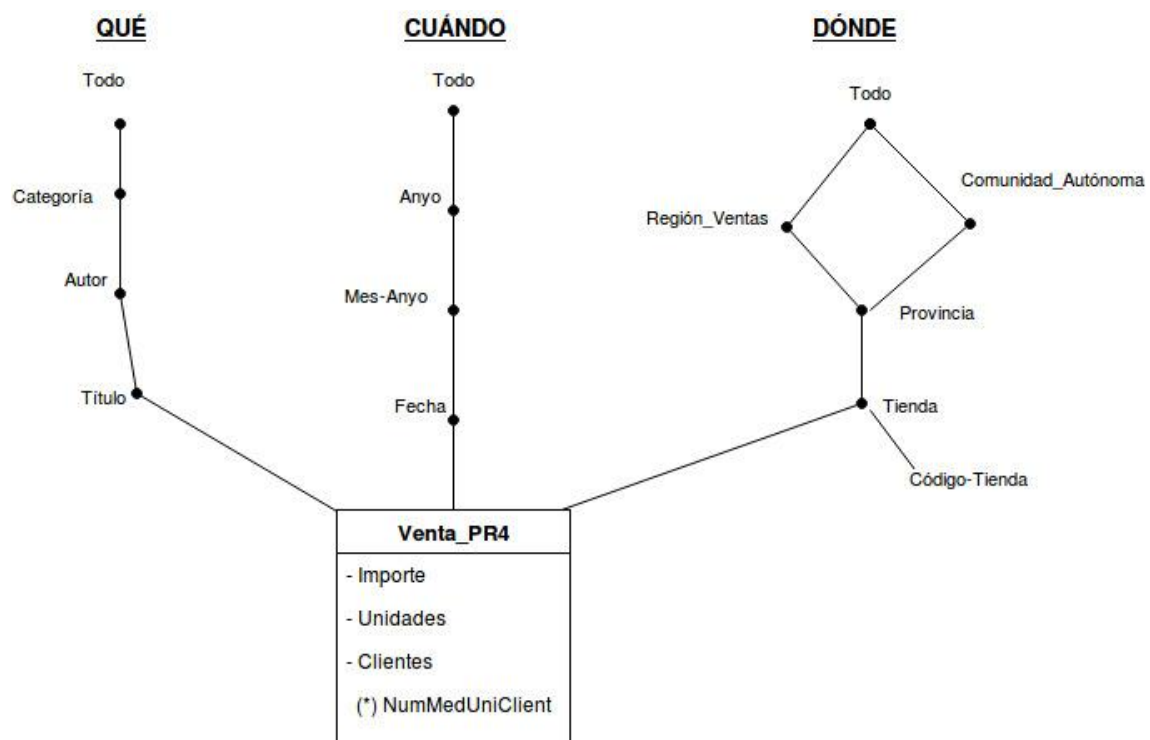 QUÉ
CUÁNDO
DÓNDE
Todo
Todo
Todo
Categoría
Anyo
Comunidad_Autónoma
Región_Ventas
Autor
Mes-Anyo
Provincia
Título
Fecha
Tienda
Código-Tienda
Venta_PR4
- Importe
- Unidades
- Clientes
(*) NumMedUniClient